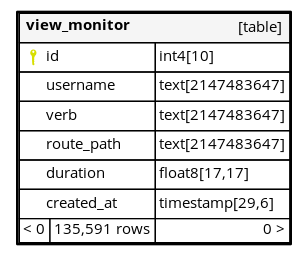 view_monitor [table]
id int4[10]
username text[2147483647]
verb text[2147483647]
route_path text[2147483647]
duration float8[17,17]
created_at timestamp[29,6]
< 0 135,591 rows 0 >